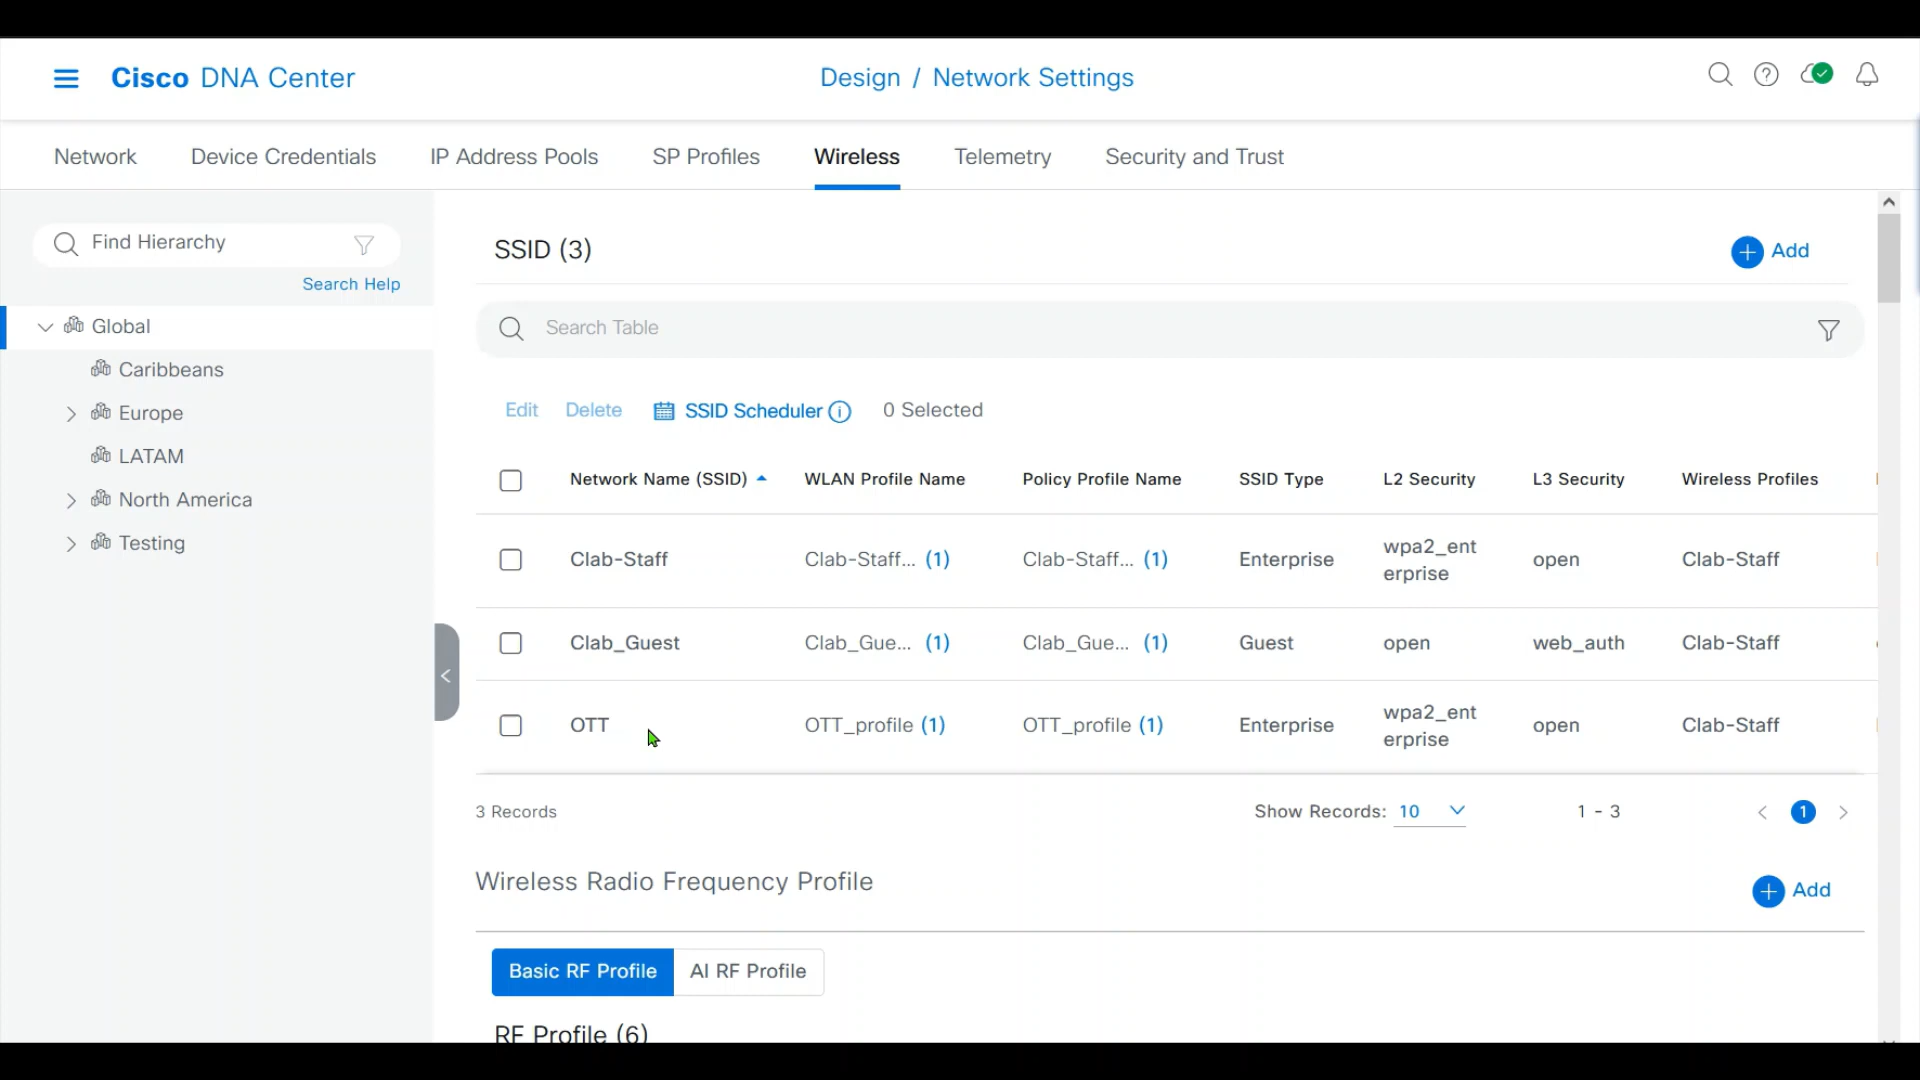 Cisco DNA Center
Design / Network Settings
Network Device Credentials IP Address Pools SP Profiles Wireless Telemetry Security and Trust
Find Hierarchy
Search Help
Global
Caribbeans
Europe
LATAM
North America
Testing
SSID (3)
Add
Search Table
Edit Delete SSID Scheduler 0 Selected
Network Name (SSID) WLAN Profile Name Policy Profile Name SSID Type L2 Security L3 Security Wireless Profiles
Clab-Staff Clab-Staff... (1) Clab-Staff... (1) Enterprise wpa2_ent
erprise open Clab-Staff
Clab_Guest Clab_Gue... (1) Clab_Gue... (1) Guest open web_auth Clab-Staff
OTT OTT_profile (1) OTT_profile (1) Enterprise wpa2_ent
erprise open Clab-Staff
3 Records Show Records: 10 1 - 3 1
Wireless Radio Frequency Profile
Add
Basic RF Profile AI RF Profile
RF Profile (6)